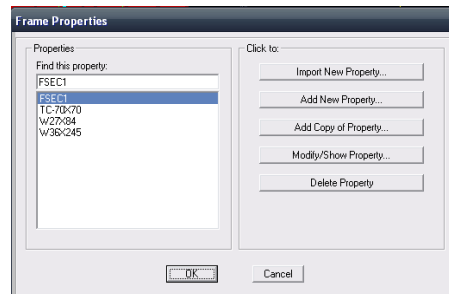 Frame Properties
Properties
Find this property:
FSEC1
FSEC1
TC-70X70
W27X84
W36X245
Click to:
Import New Property...
Add New Property...
Add Copy of Property...
Modify/Show Property...
Delete Property
OK
Cancel